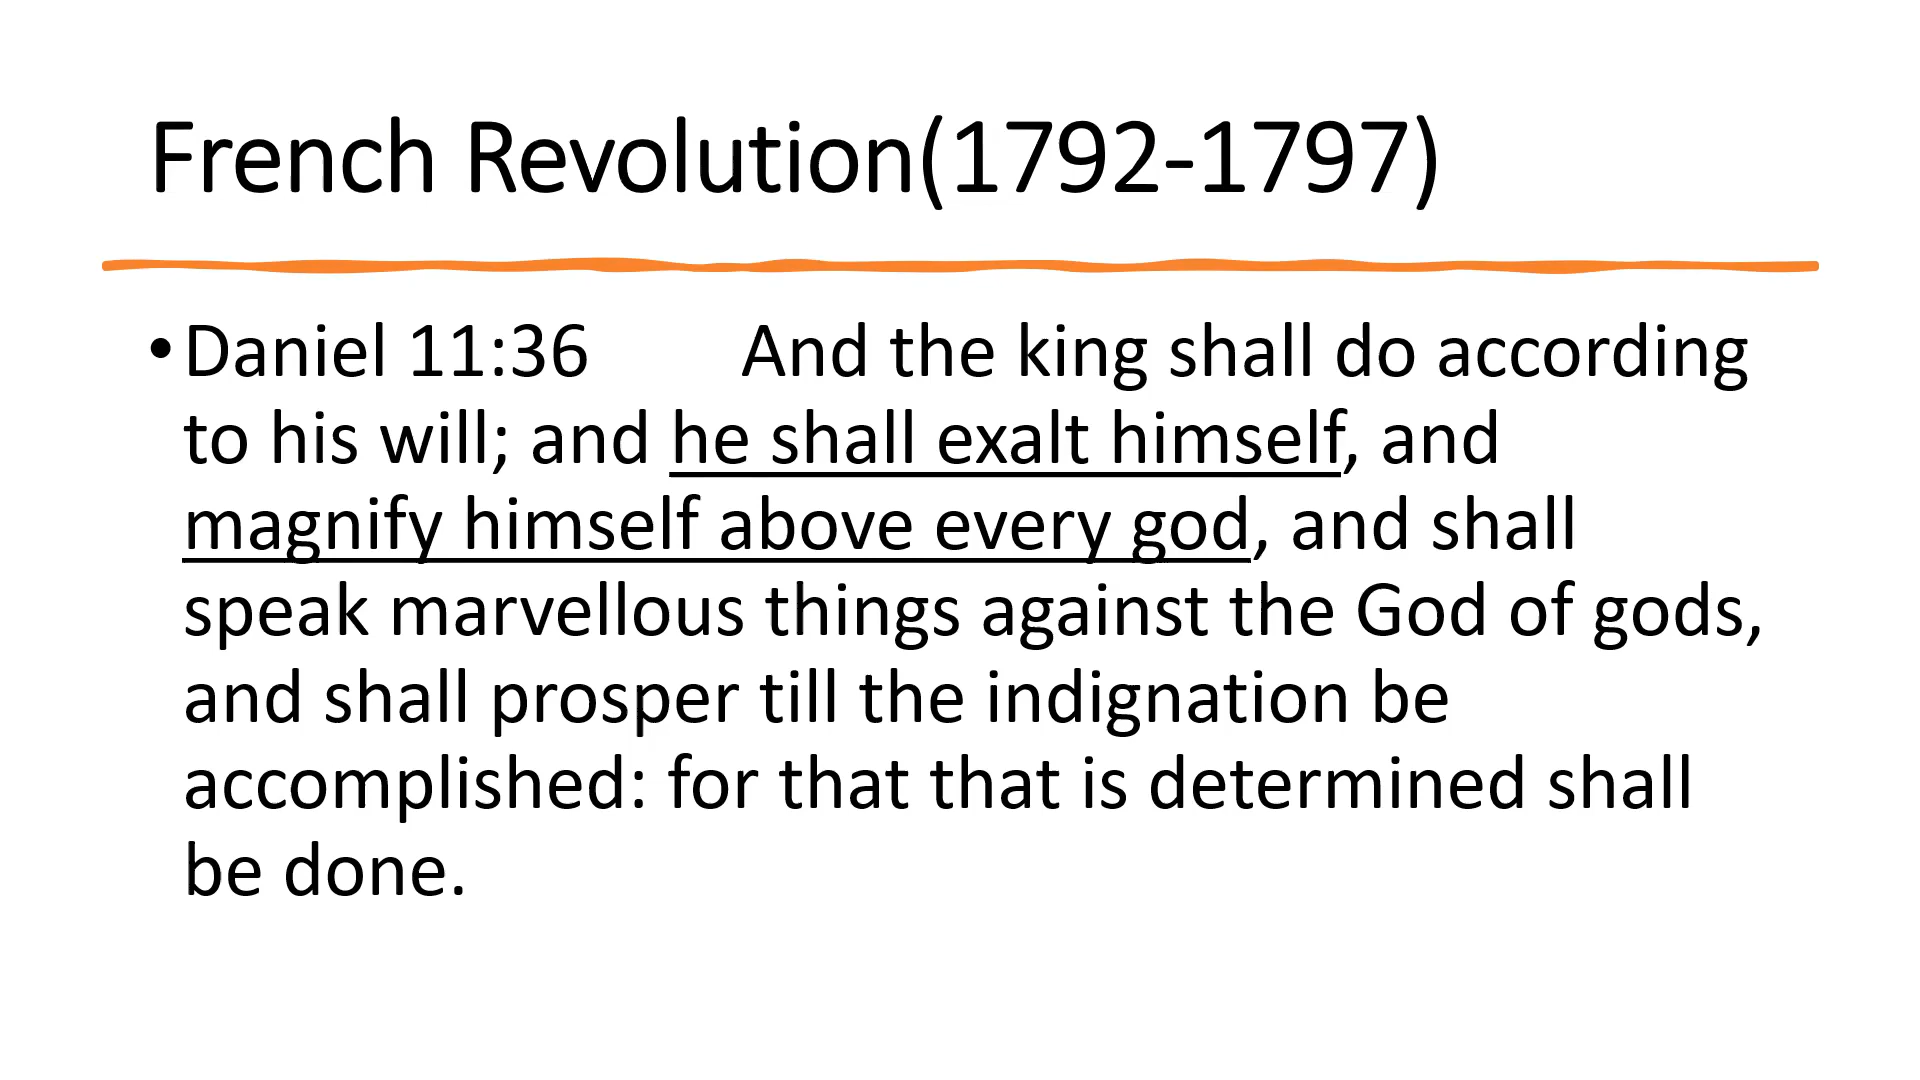 French Revolution(1792-1797)
•Daniel 11:36 And the king shall do according
to his will; and he shall exalt himself, and
magnify himself above every god, and shall
speak marvellous things against the God of gods,
and shall prosper till the indignation be
accomplished: for that that is determined shall
be done.